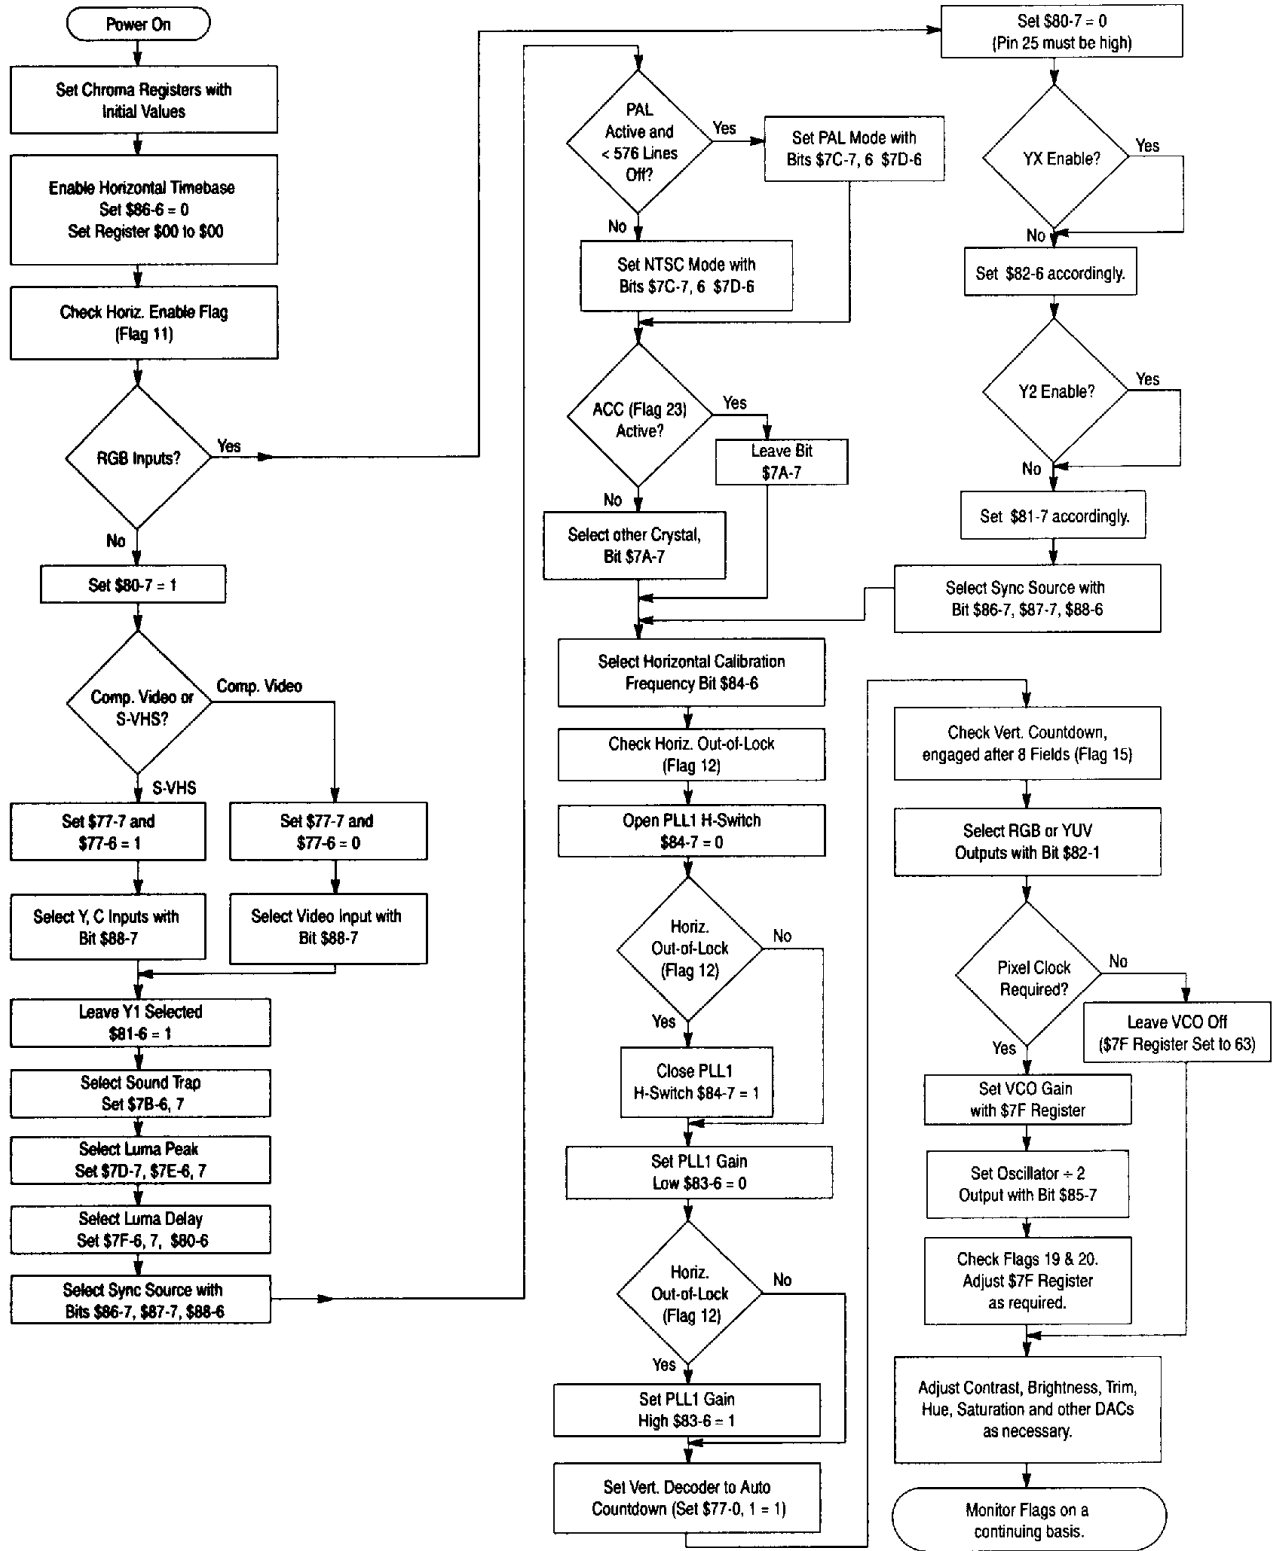 Power On
Set Chroma Registers with
Initial Values
Enable Horizontal Timebase
Set $86-6 = 0
Set Register $00 to $00
Check Horiz. Enable Flag
(Flag 11)
RGB Inputs?
Yes
No
Set $80-7 = 1
Comp. Video or
S-VHS?
Comp. Video
S-VHS
Set $77-7 and
$77-6 = 1
Set $77-7 and
$77-6 = 0
Select Y, C Inputs with
Bit $88-7
Select Video Input with
Bit $88-7
Leave Y1 Selected
$81-6 = 1
Select Sound Trap
Set $7B-6, 7
Select Luma Peak
Set $7D-7, $7E-6, 7
Select Luma Delay
Set $7F-6, 7, $80-6
Select Sync Source with
Bits $86-7, $87-7, $88-6
PAL
Active and
< 576 Lines
Off?
Yes
Set PAL Mode with
Bits $7C-7, 6 $7D-6
No
Set NTSC Mode with
Bits $7C-7, 6 $7D-6
ACC (Flag 23)
Active?
Yes
Leave Bit
$7A-7
No
Select other Crystal,
Bit $7A-7
Select Horizontal Calibration
Frequency Bit $84-6
Check Horiz. Out-of-Lock
(Flag 12)
Open PLL1 H-Switch
$84-7 = 0
Horiz.
Out-of-Lock
(Flag 12)
No
Yes
Close PLL1
H-Switch $84-7 = 1
Set PLL1 Gain
Low $83-6 = 0
Horiz.
Out-of-Lock
(Flag 12)
No
Yes
Set PLL1 Gain
High $83-6 = 1
Set Vert. Decoder to Auto
Countdown (Set $77-0, 1 = 1)
Set $80-7 = 0
(Pin 25 must be high)
YX Enable?
Yes
No
Set $82-6 accordingly.
Y2 Enable?
Yes
No
Set $81-7 accordingly.
Select Sync Source with
Bit $86-7, $87-7, $88-6
Check Vert. Countdown,
engaged after 8 Fields (Flag 15)
Select RGB or YUV
Outputs with Bit $82-1
Pixel Clock
Required?
No
Leave VCO Off
($7F Register Set to 63)
Yes
Set VCO Gain
with $7F Register
Set Oscillator ÷ 2
Output with Bit $85-7
Check Flags 19 & 20.
Adjust $7F Register
as required.
Adjust Contrast, Brightness, Trim,
Hue, Saturation and other DACs
as necessary.
Monitor Flags on a
continuing basis.